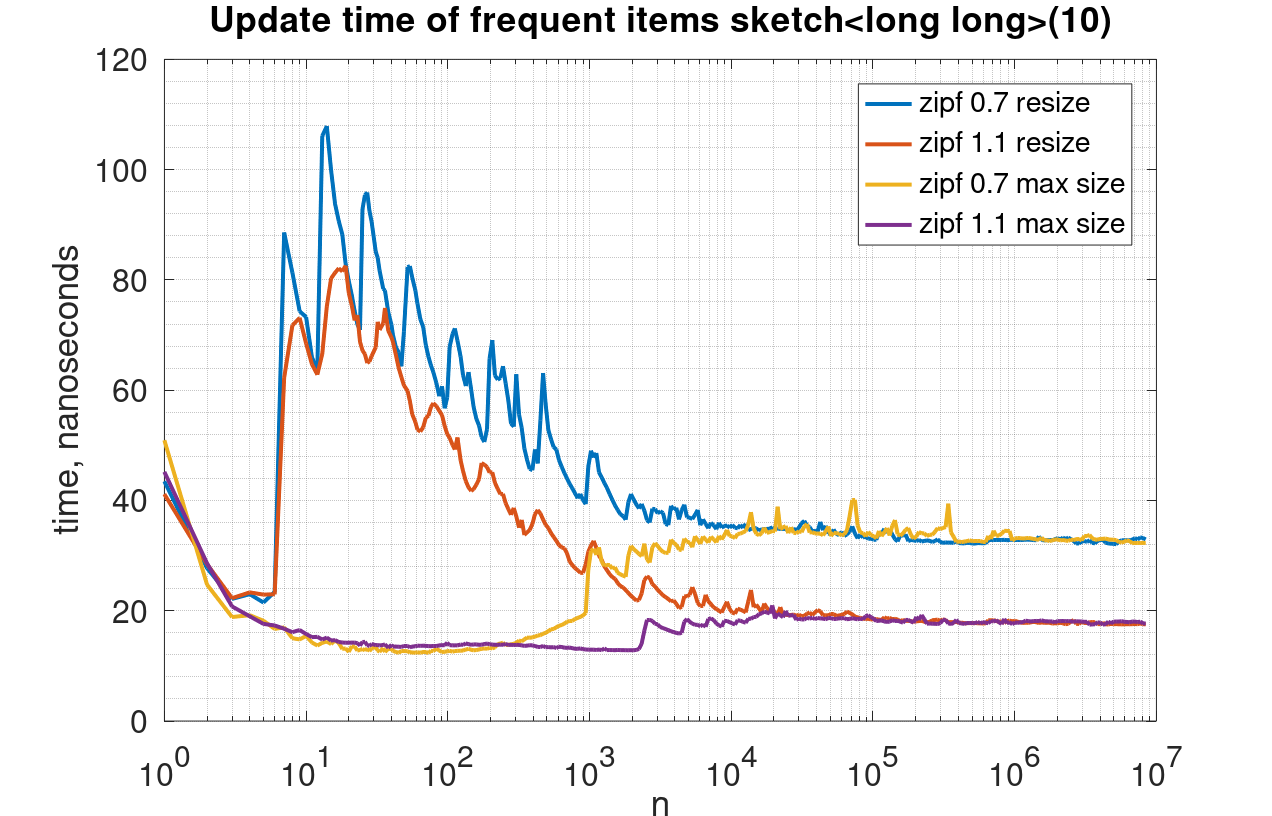 Update time of frequent items sketch<long long>(10)
120
100
80
60
40
20
0
time, nanoseconds
zipf 0.7 resize
zipf 1.1 resize
zipf 0.7 max size
zipf 1.1 max size
10^0 10^1 10^2 10^3 10^4 10^5 10^6 10^7
n